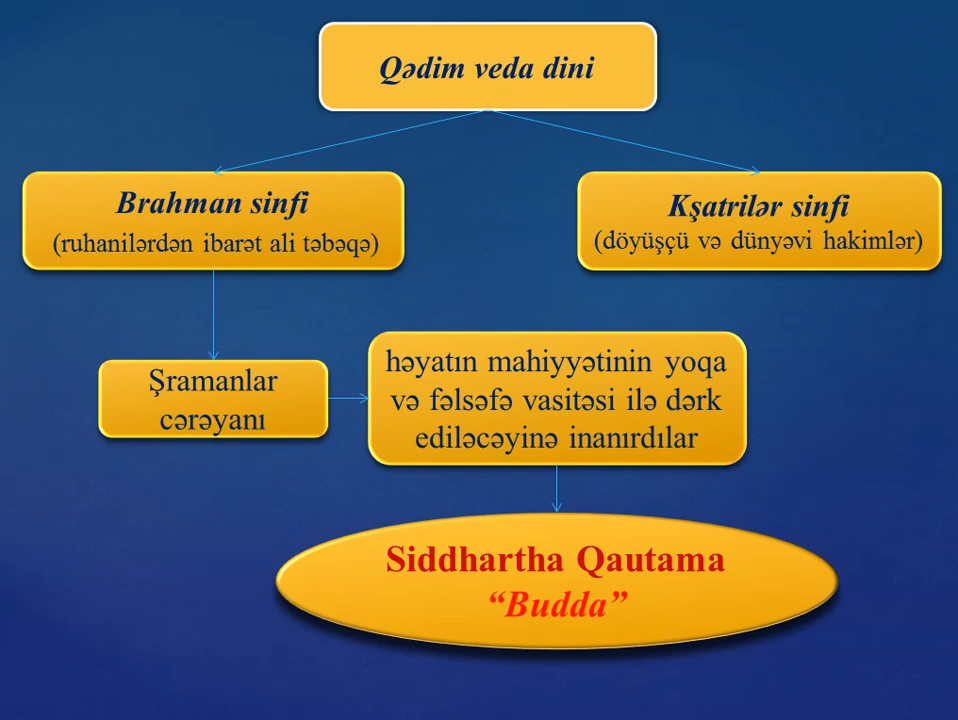 Qədim veda dini
Brahman sinfi
(ruhanilərdən ibarət ali təbəqə)
Kşatrilər sinfi
(döyüşçü və dünyəvi hakimlər)
Şramanlar
cərəyanı
həyatın mahiyyətinin yoqa
və fəlsəfə vasitəsi ilə dərk
ediləcəyinə inanırdılar
Siddhartha Qautama
“Budda”